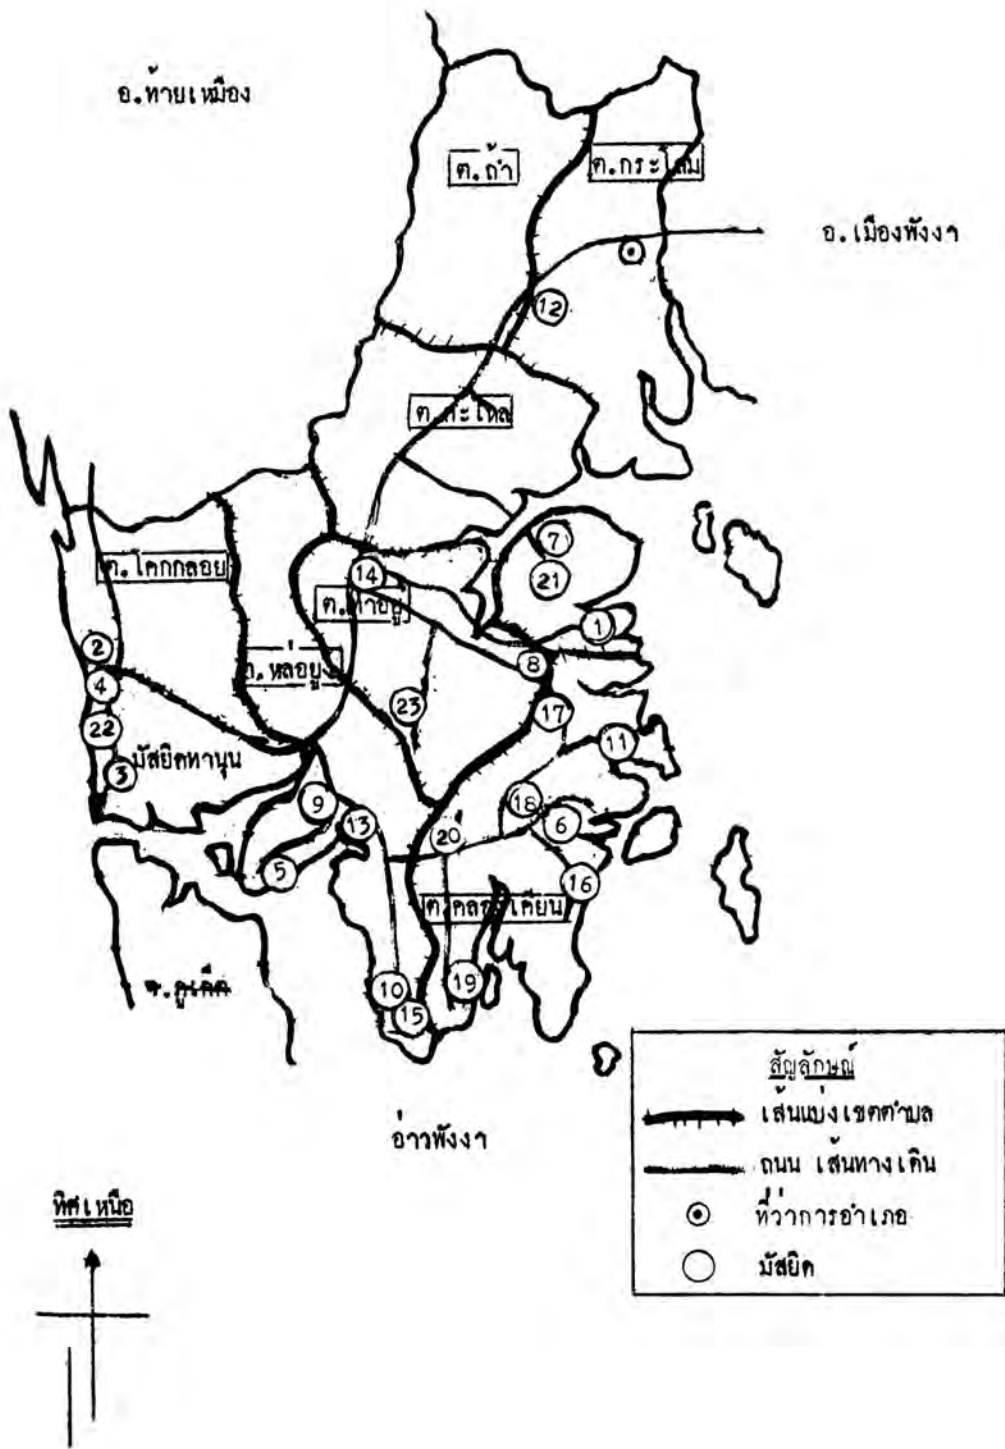 อ.ท้ายเหมือง
ต.ถ้ำ
ต.กระโสม
อ.เมืองพังงา
12
ต.กะไหล
7
ต.โคกกลอย
14
21
ต.ท่าอยู่
1
2
ต.หล่อยูง
8
4
23
17
22
11
มัสยิดทานุน
3
9
18
13
20
6
5
16
ต.คลองเคียน
จ.ภูเก็ต
10
19
15
สัญลักษณ์
เส้นแบ่งเขตตำบล
อ่าวพังงา
ถนน เส้นทางเดิน
ทิศเหนือ
ที่ว่าการอำเภอ
มัสยิด